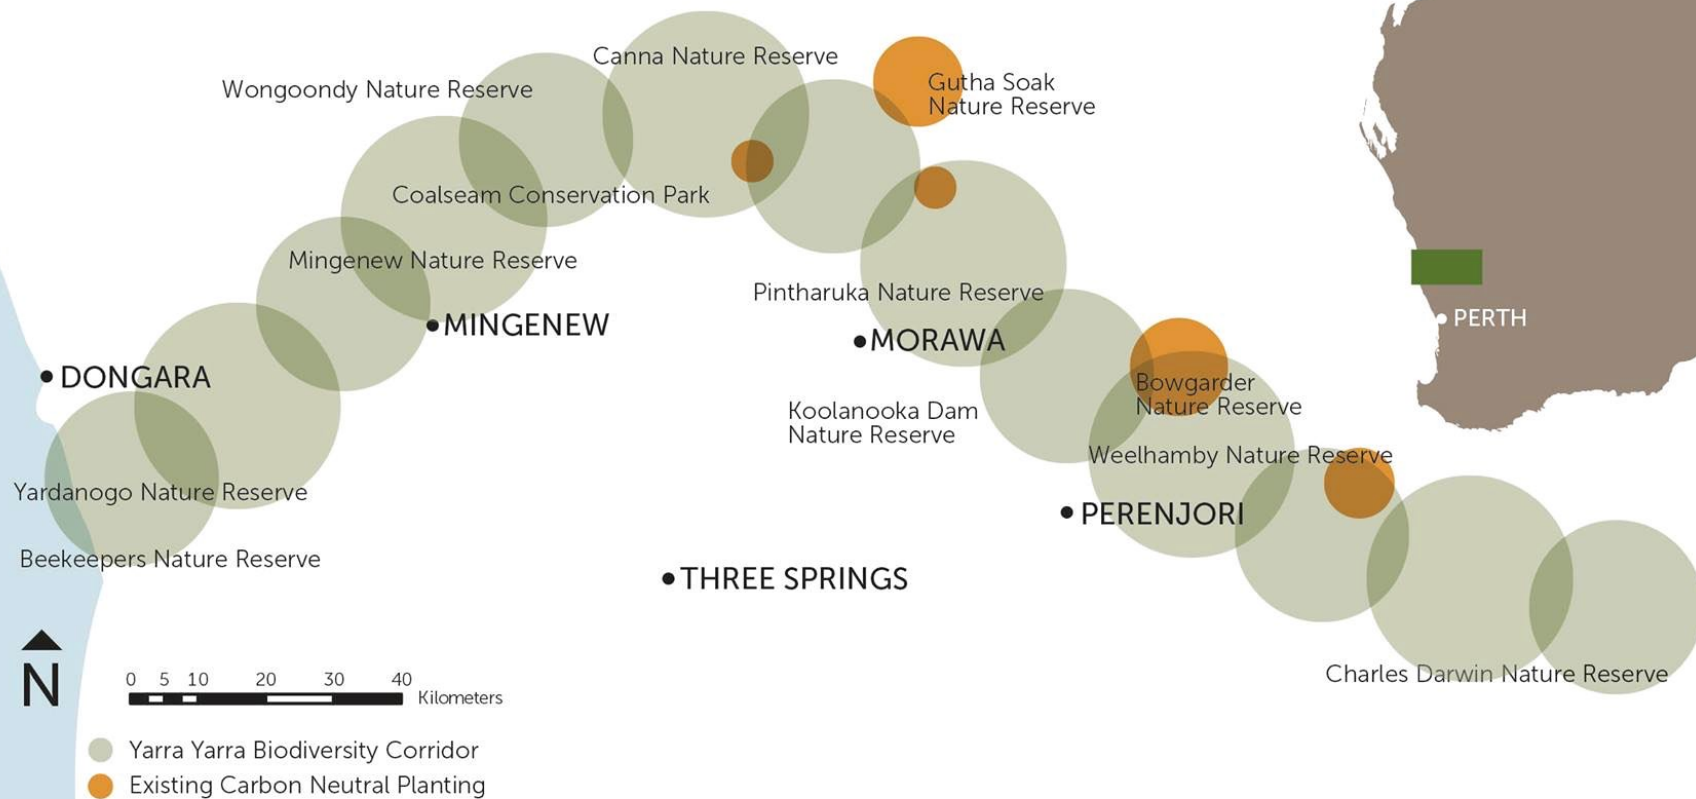 Canna Nature Reserve
Wongoondy Nature Reserve
Gutha Soak
Nature Reserve
Coalseam Conservation Park
Mingenew Nature Reserve
Pintharuka Nature Reserve
MINGENEW
MORAWA
PERTH
DONGARA
Bowgarder
Nature Reserve
Koolanooka Dam
Nature Reserve
Weelhamby Nature Reserve
Yardanogo Nature Reserve
PERENJORI
Beekeepers Nature Reserve
THREE SPRINGS
Charles Darwin Nature Reserve
N
0 5 10 20 30 40
Kilometers
Yarra Yarra Biodiversity Corridor
Existing Carbon Neutral Planting